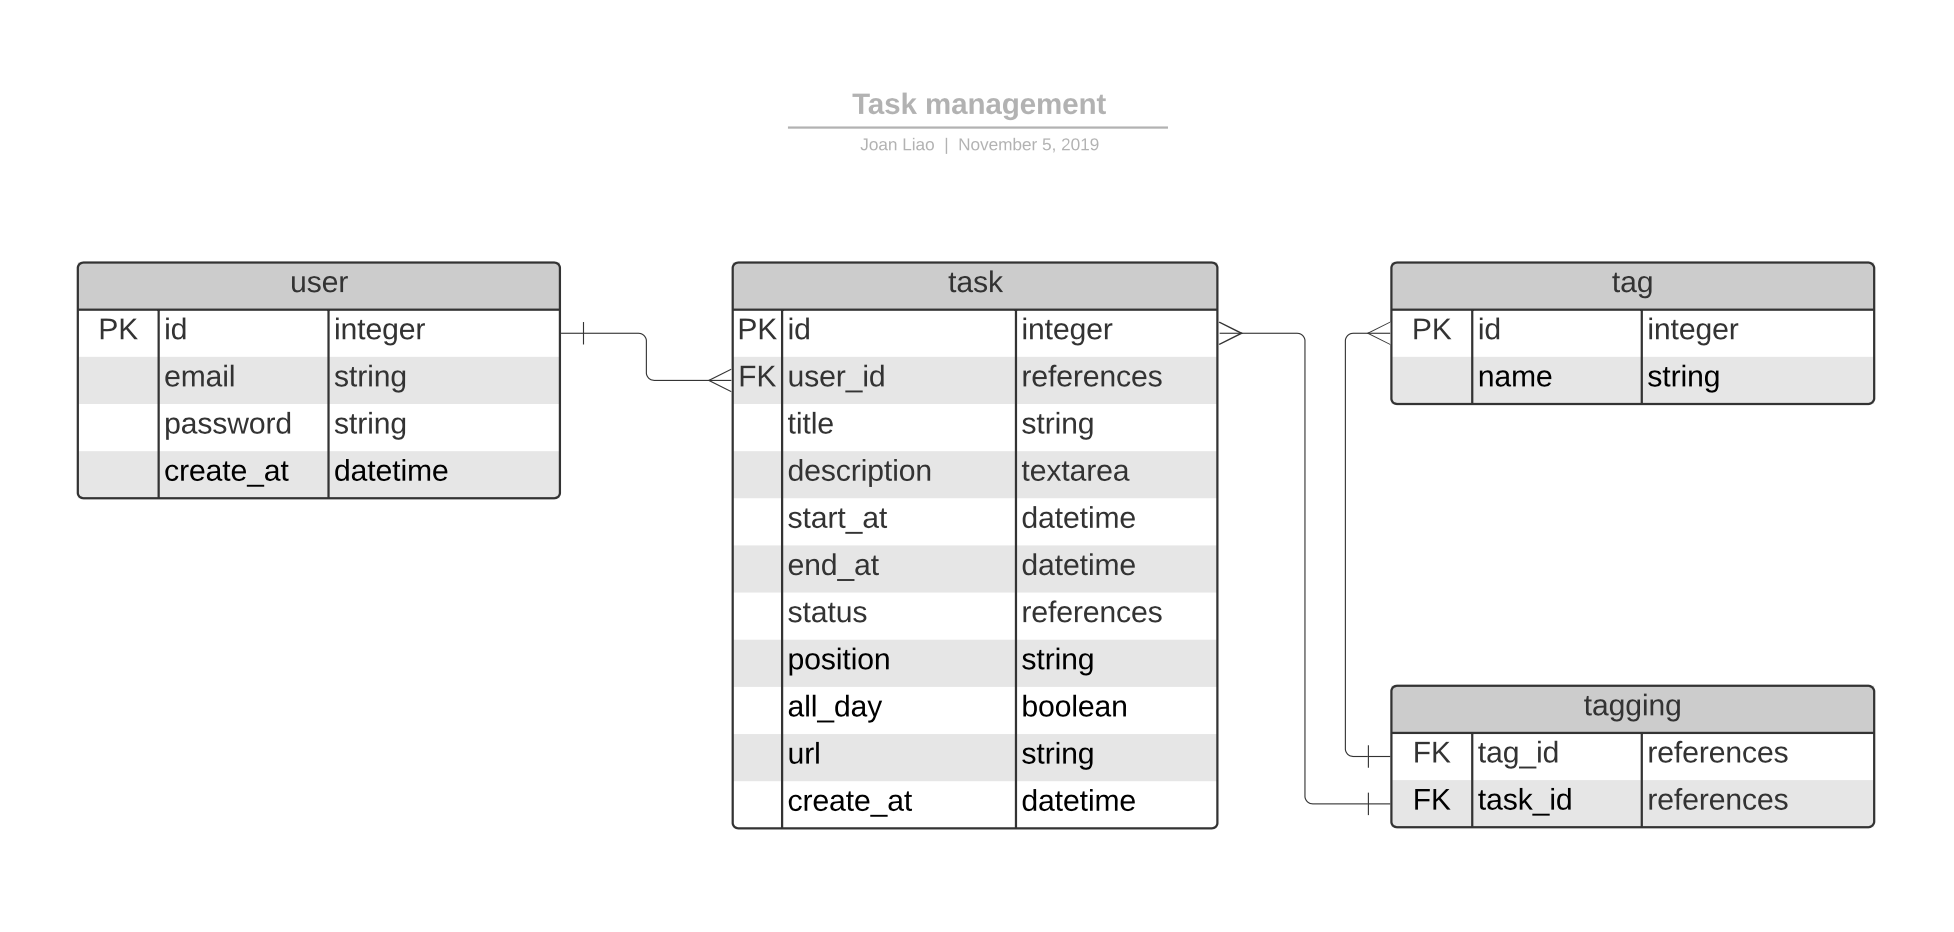 Task management
Joan Liao | November 5, 2019
user
PK id integer
email string
password string
create_at datetime
task
PK id integer
FK user_id references
title string
description textarea
start_at datetime
end_at datetime
status references
position string
all_day boolean
url string
create_at datetime
tag
PK id integer
name string
tagging
FK tag_id references
FK task_id references